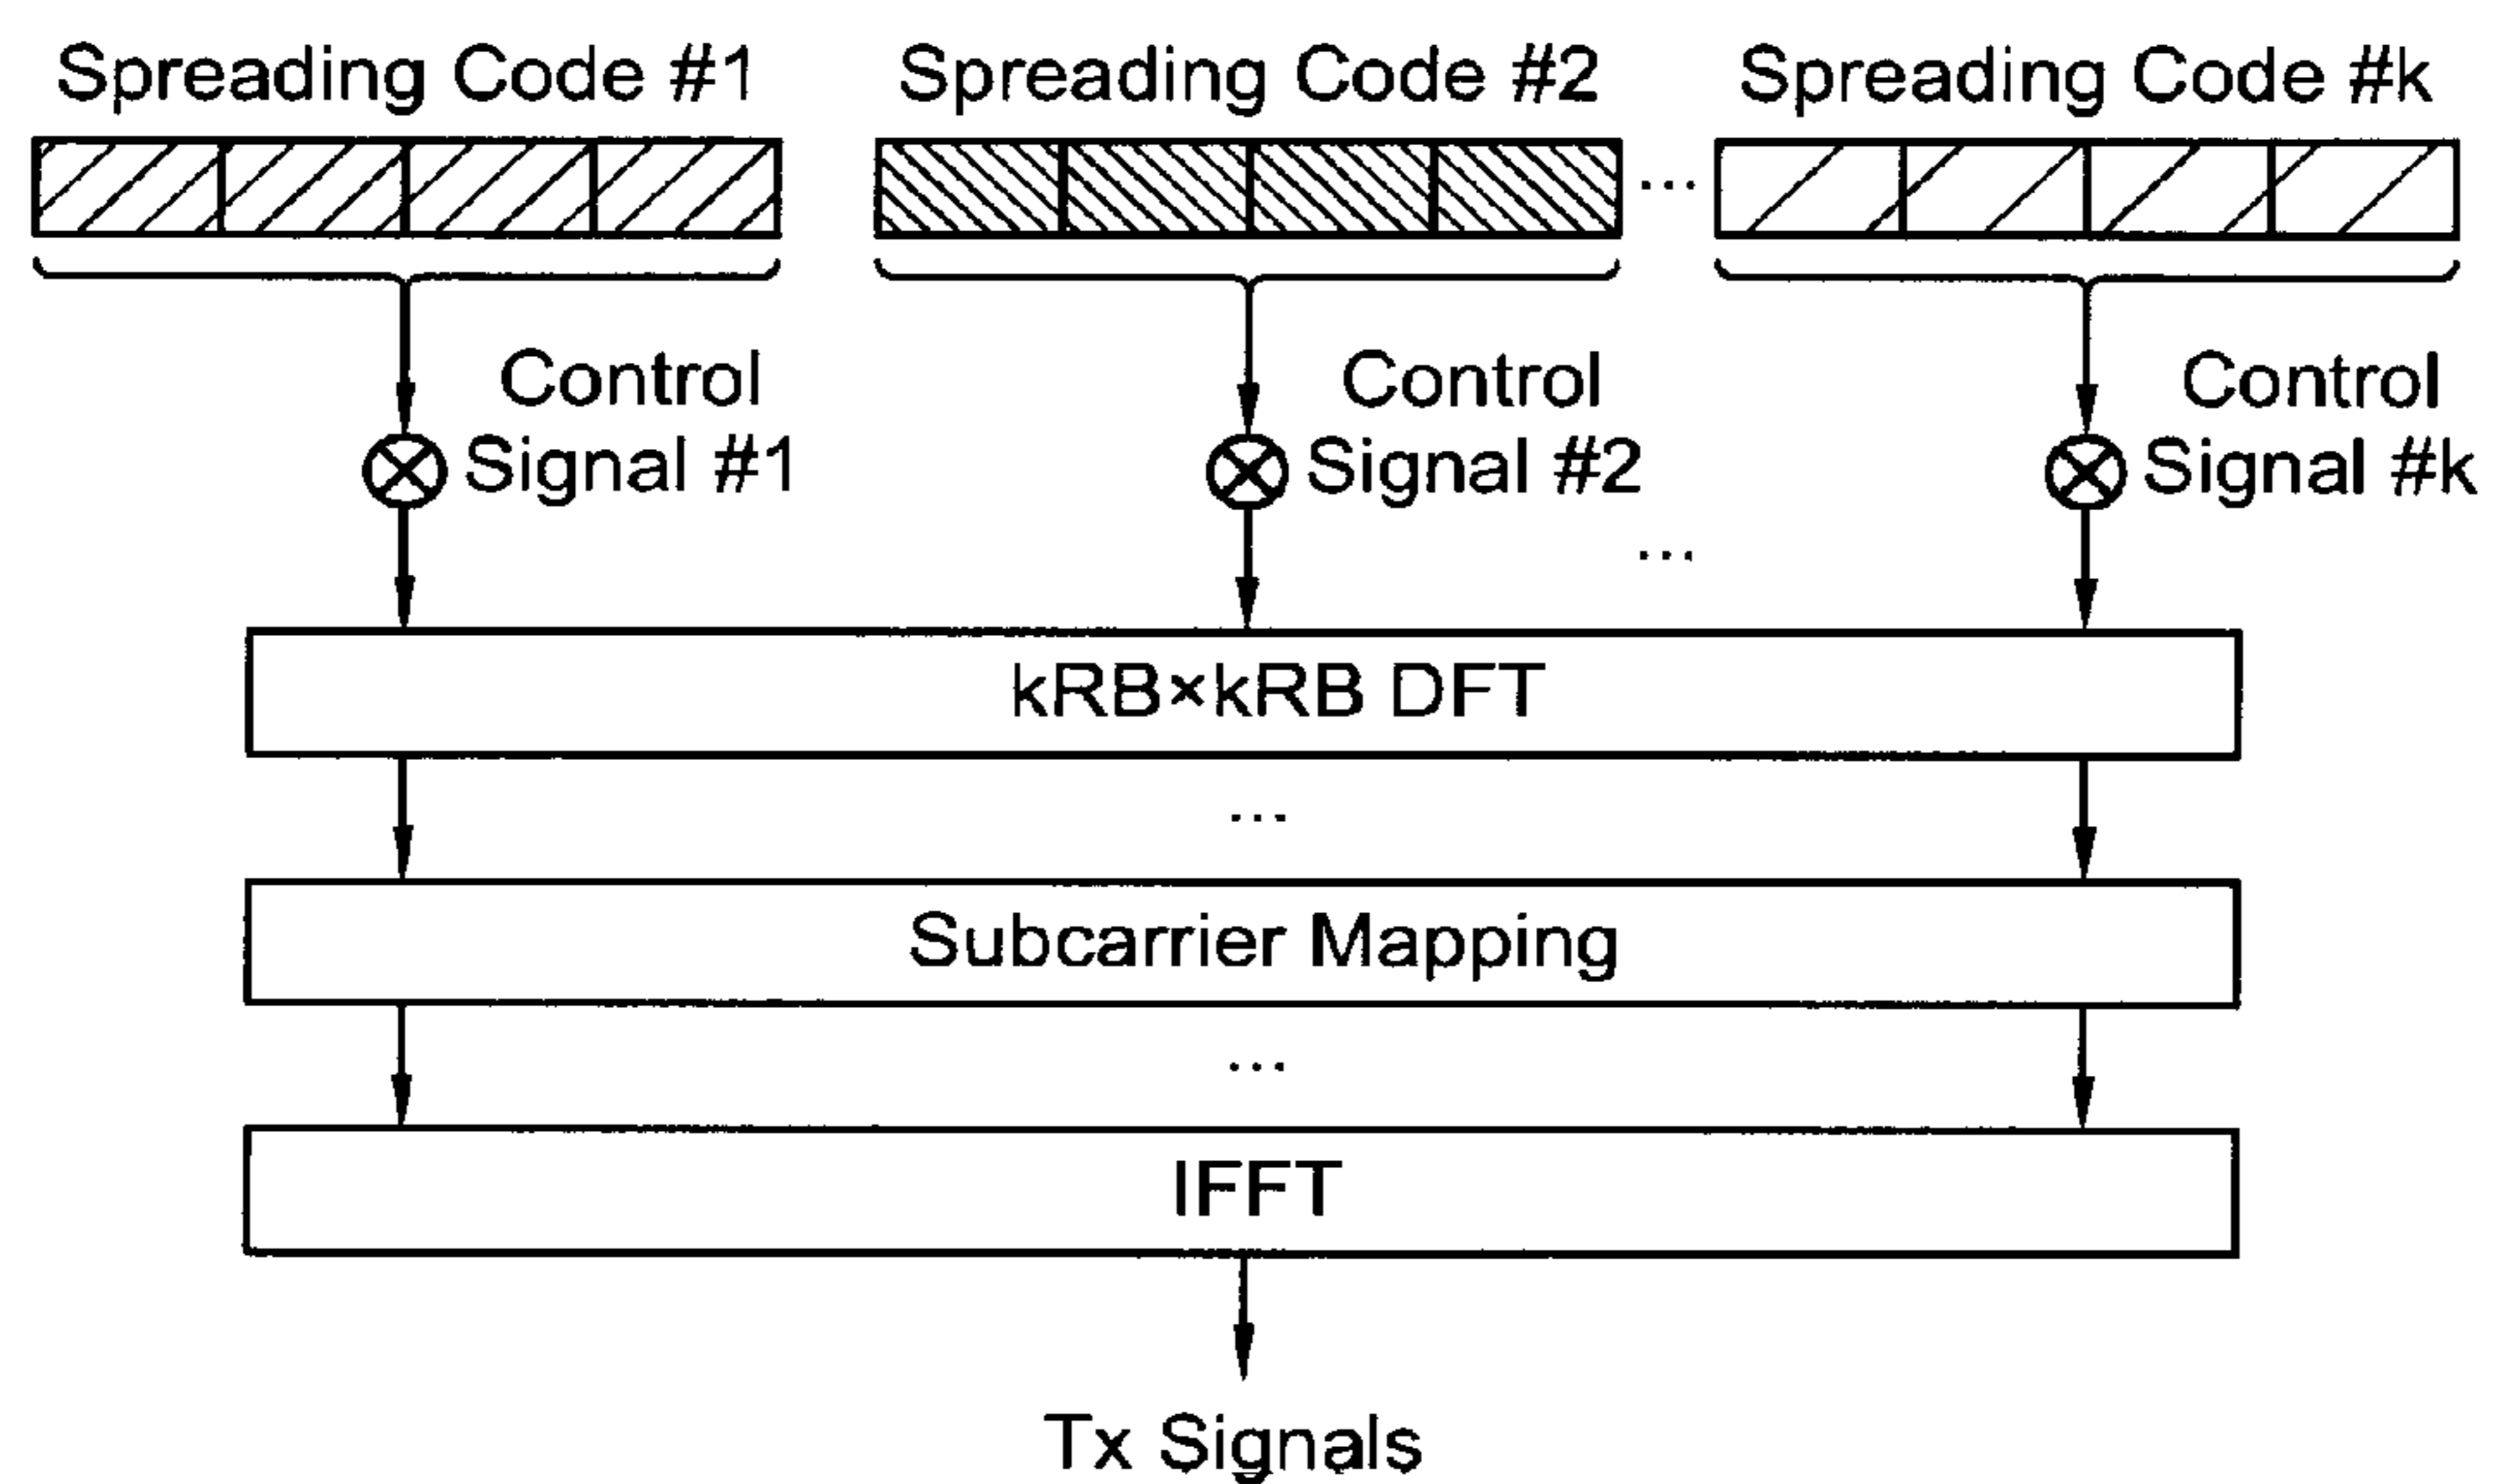 Spreading Code #1 Spreading Code #2 Spreading Code #k
...
Control Control Control
Signal #1 Signal #2 Signal #k
...
kRB×kRB DFT
...
Subcarrier Mapping
...
IFFT
Tx Signals